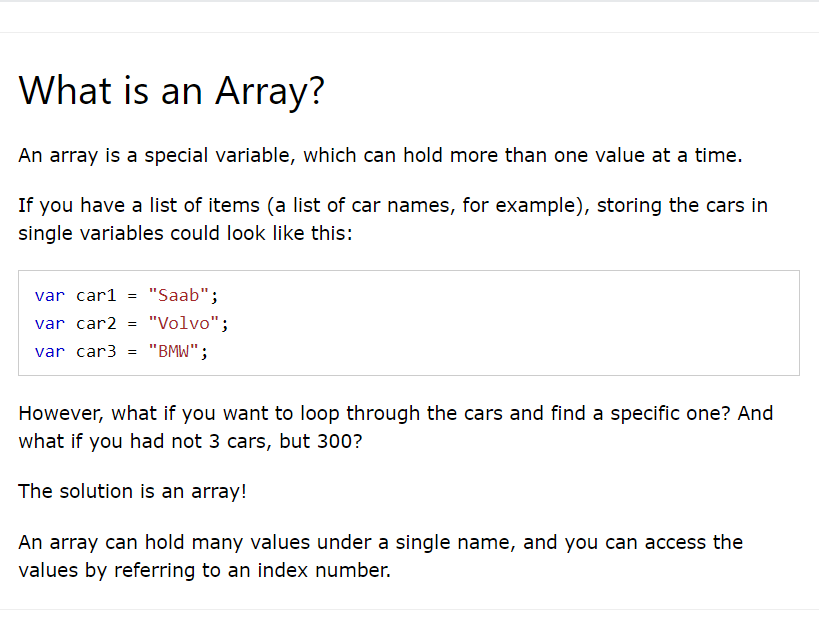 What is an Array?
An array is a special variable, which can hold more than one value at a time.
If you have a list of items (a list of car names, for example), storing the cars in
single variables could look like this:
var car1 = "Saab";
var car2 = "Volvo";
var car3 = "BMW";
However, what if you want to loop through the cars and find a specific one? And
what if you had not 3 cars, but 300?
The solution is an array!
An array can hold many values under a single name, and you can access the
values by referring to an index number.